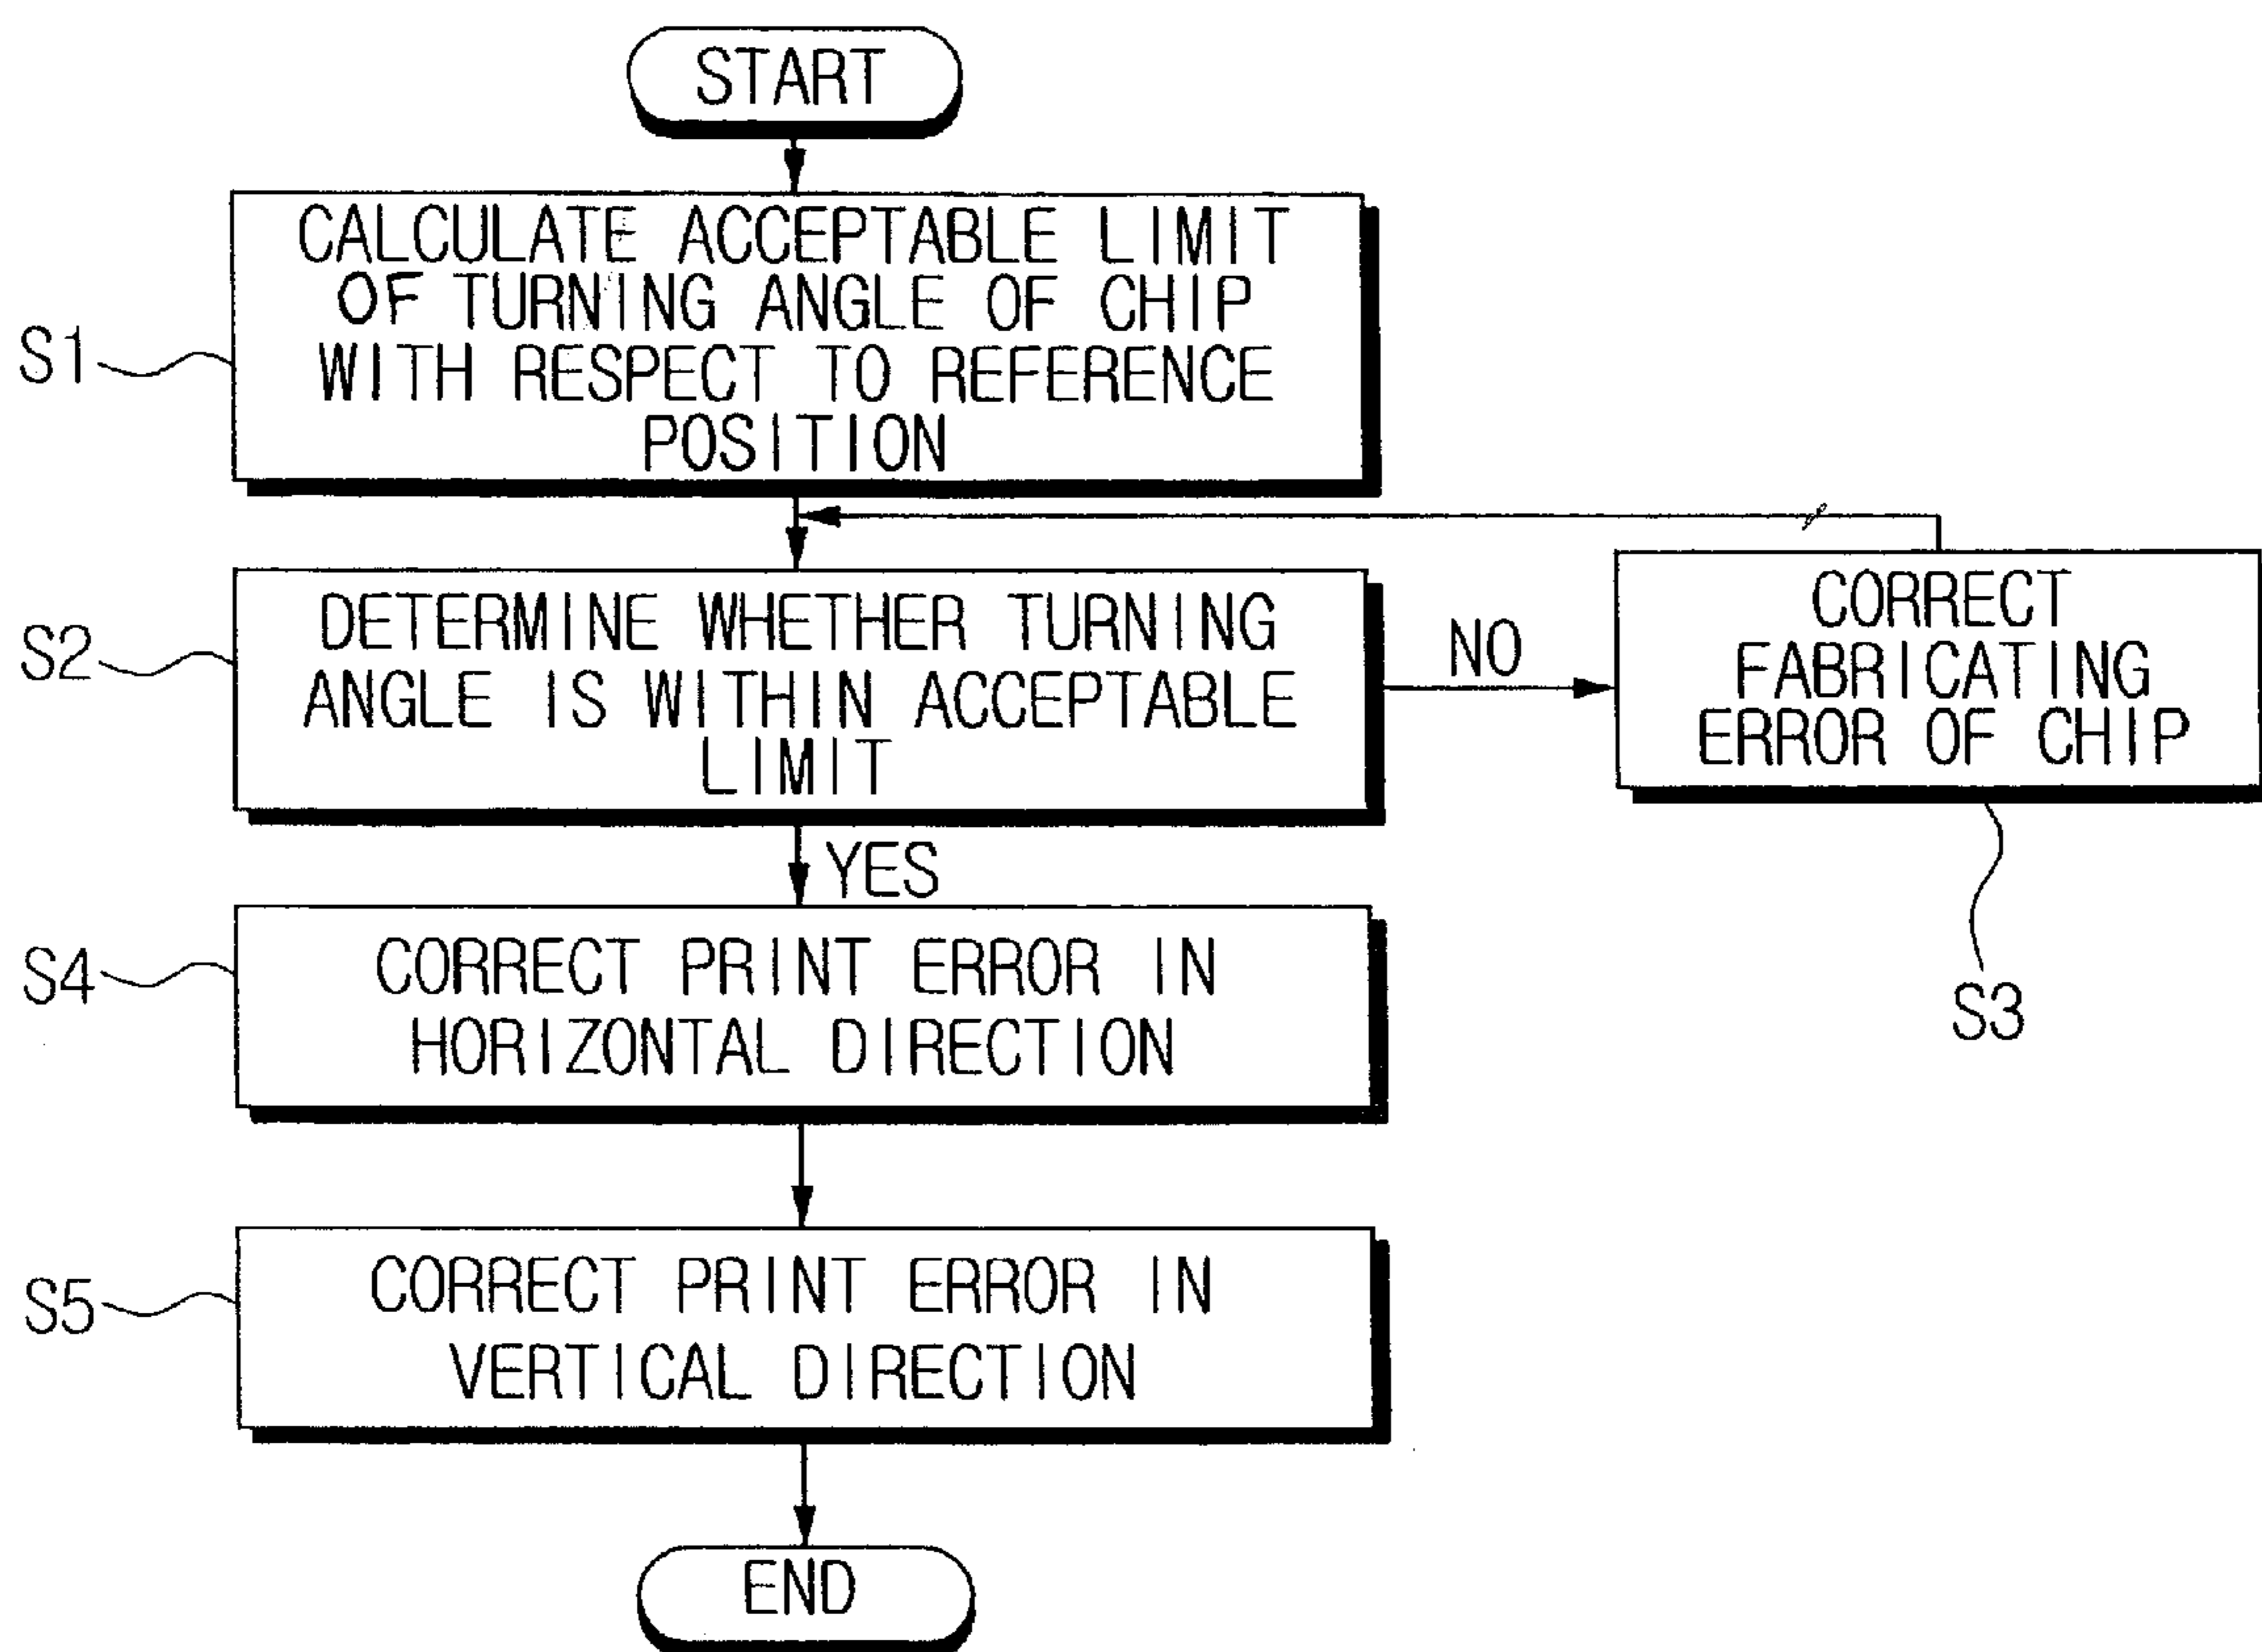 START
CALCULATE ACCEPTABLE LIMIT
OF TURNING ANGLE OF CHIP
WITH RESPECT TO REFERENCE
POSITION
S1
DETERMINE WHETHER TURNING
ANGLE IS WITHIN ACCEPTABLE
LIMIT
S2
NO
CORRECT
FABRICATING
ERROR OF CHIP
S3
YES
CORRECT PRINT ERROR IN
HORIZONTAL DIRECTION
S4
CORRECT PRINT ERROR IN
VERTICAL DIRECTION
S5
END